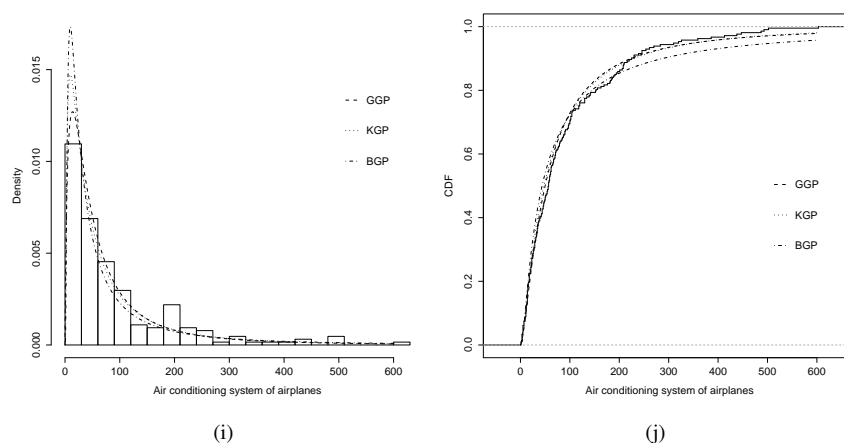 0.015
0.010
0.005
0.000
Density
GGP
KGP
BGP
0 100 200 300 400 500 600
Air conditioning system of airplanes
(i)
1.0
0.8
0.6
0.4
0.2
0.0
CDF
GGP
KGP
BGP
0 100 200 300 400 500 600
Air conditioning system of airplanes
(j)